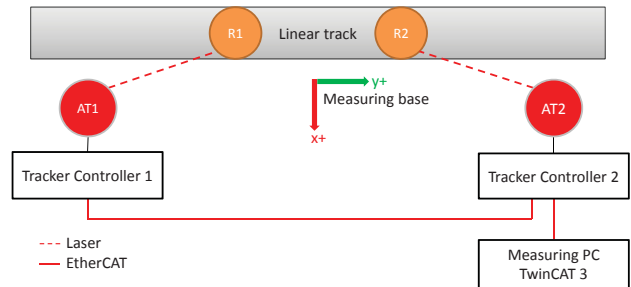 R1
Linear track
R2
AT1
y+
Measuring base
x+
AT2
Tracker Controller 1
Tracker Controller 2
Laser
EtherCAT
Measuring PC
TwinCAT 3